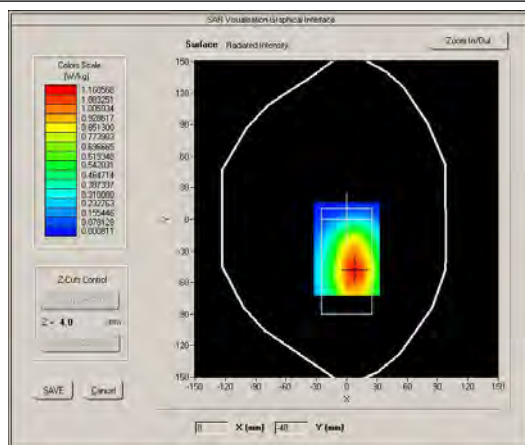 SAR Visualisation Graphical Interface
Surface Radiated Intensity
Zoom In/Out
Colors Scale
(W/kg)
1.160568
1.083251
1.005934
0.928617
0.851300
0.773983
0.696665
0.619348
0.542031
0.464714
0.387397
0.310080
0.232763
0.155446
0.078128
0.000811
150
120
90
60
30
0
-30
-60
-90
-120
-150
Y
-150 -120 -90 -60 -30 0 30 60 90 120 150
X
Z-Cuts Control
Z = 4.0 mm
SAVE Cancel
8 X (mm) -48 Y (mm)